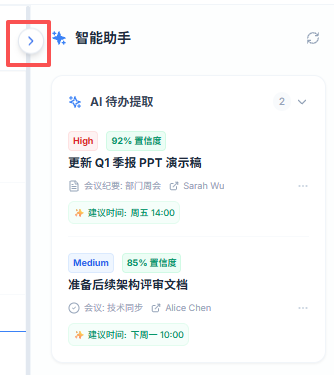 智能助手
AI 待办提取 2
High 92% 置信度
更新 Q1 季报 PPT 演示稿
会议纪要: 部门周会 Sarah Wu
建议时间: 周五 14:00
Medium 85% 置信度
准备后续架构评审文档
会议: 技术同步 Alice Chen
建议时间: 下周一 10:00